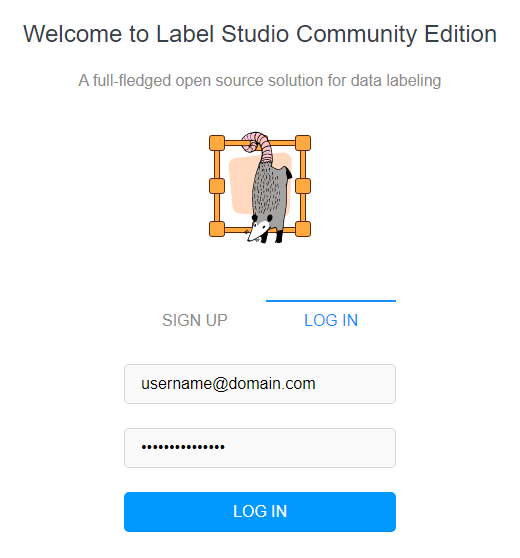 Welcome to Label Studio Community Edition
A full-fledged open source solution for data labeling
SIGN UP
LOG IN
username@domain.com
•••••••••••••••
LOG IN